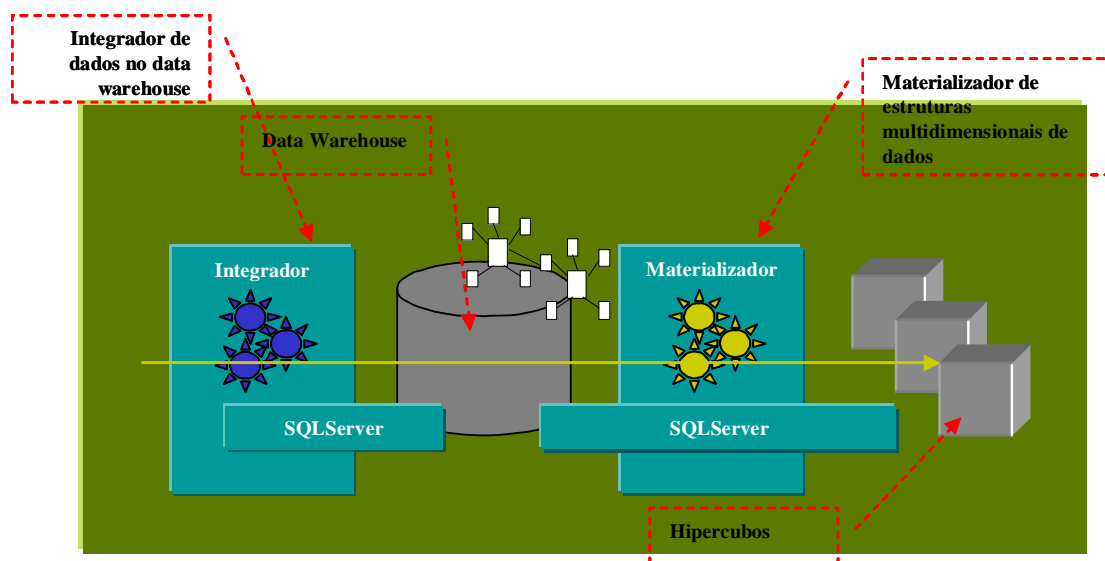 Integrador de
dados no data
warehouse
Materializador de
estruturas
multidimensionais de
dados
Data Warehouse
Integrador
Materializador
SQLServer
SQLServer
Hipercubos